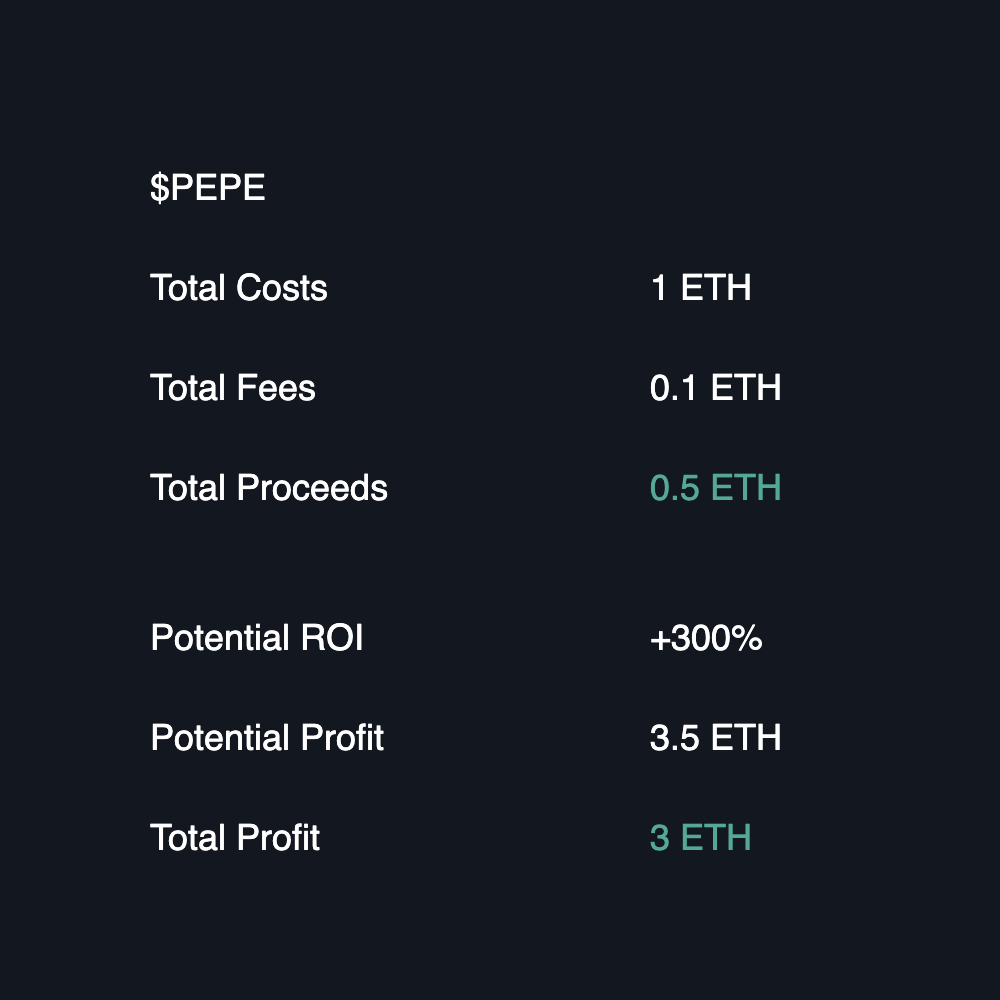 $PEPE
Total Costs 1 ETH
Total Fees 0.1 ETH
Total Proceeds 0.5 ETH
Potential ROI +300%
Potential Profit 3.5 ETH
Total Profit 3 ETH